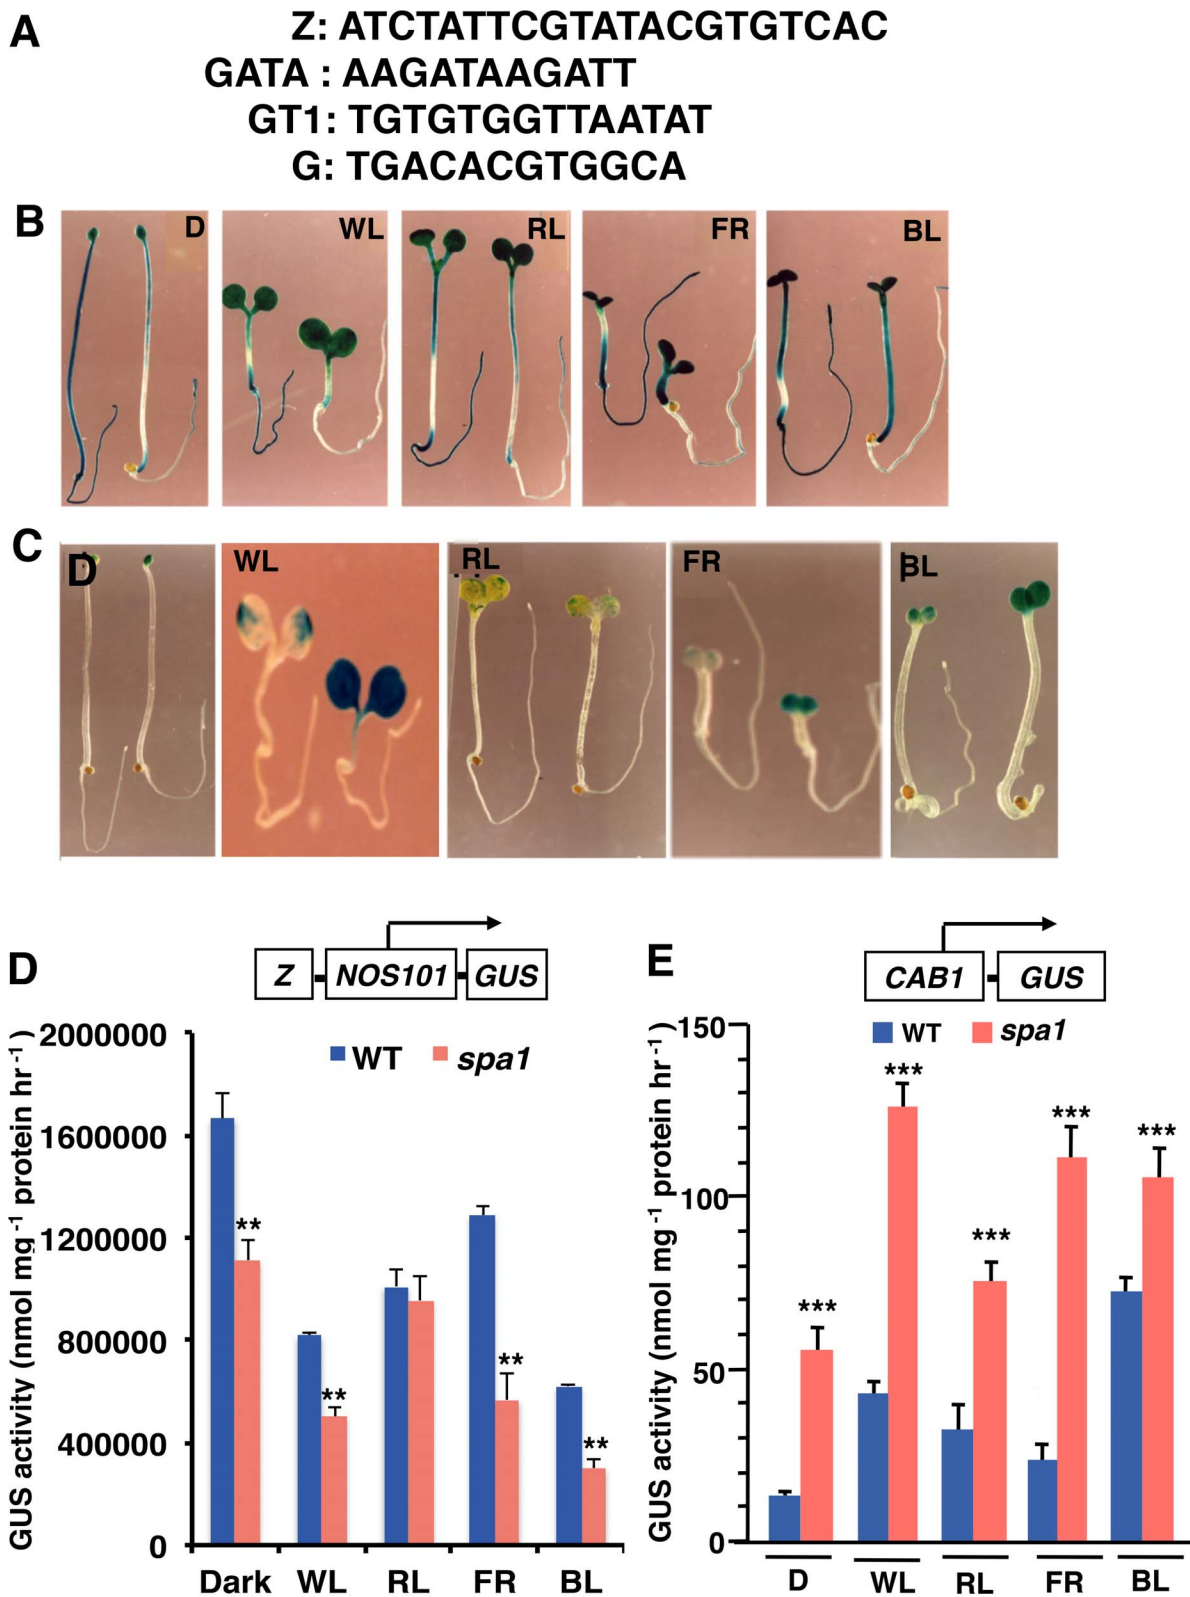 A
Z: ATCTATTCGTATACGTGTCAC
GATA : AAGATAAGATT
GT1: TGTGTGGTTAATAT
G: TGACACGTGGCA
B
D
WL
RL
FR
BL
C
D
WL
RL
FR
BL
D
Z
NOS101
GUS
WT
spa1
GUS activity (nmol mg -1 protein hr -1 )
2000000
1600000
1200000
800000
400000
0
**
**
**
**
Dark WL RL FR BL
E
CAB1
GUS
WT
spa1
GUS activity (nmol mg -1 protein hr -1 )
150
100
50
0
***
***
***
***
***
D WL RL FR BL